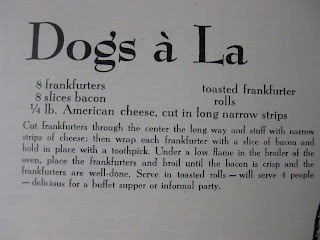 Dogs à La
8 frankfurters toasted frankfurter
8 slices bacon rolls
¼ lb. American cheese, cut in long narrow strips
Cut frankfurters through the center the long way and stuff with narrow
strips of cheese; then wrap each frankfurter with a slice of bacon and
hold in place with a toothpick. Under a low flame in the broiler of the
oven, place the frankfurters and broil until the bacon is crisp and the
frankfurters are well-done. Serve in toasted rolls — will serve 4 people
— delicious for a buffet supper or informal party.